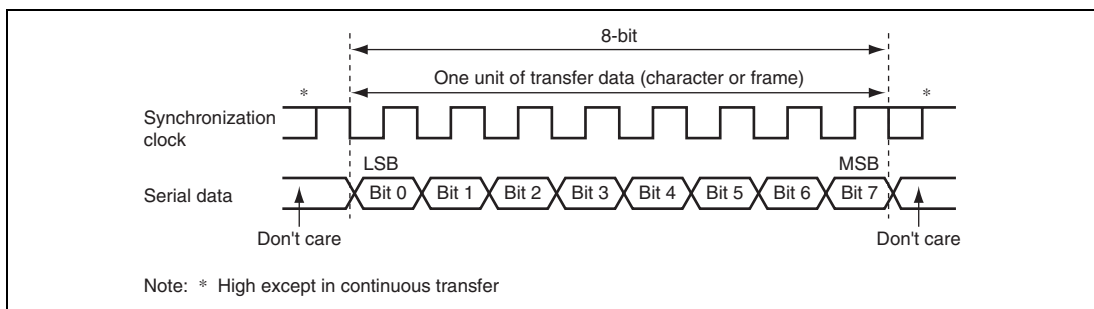 8-bit
One unit of transfer data (character or frame)
*
*
Synchronization
clock
LSB
MSB
Serial data
Bit 0
Bit 1
Bit 2
Bit 3
Bit 4
Bit 5
Bit 6
Bit 7
Don't care
Don't care
Note: * High except in continuous transfer